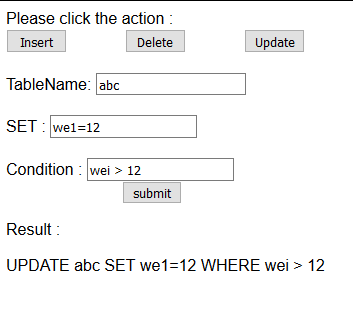 Please click the action :
Insert Delete Update
TableName: abc
SET : we1=12
Condition : wei > 12
submit
Result :
UPDATE abc SET we1=12 WHERE wei > 12